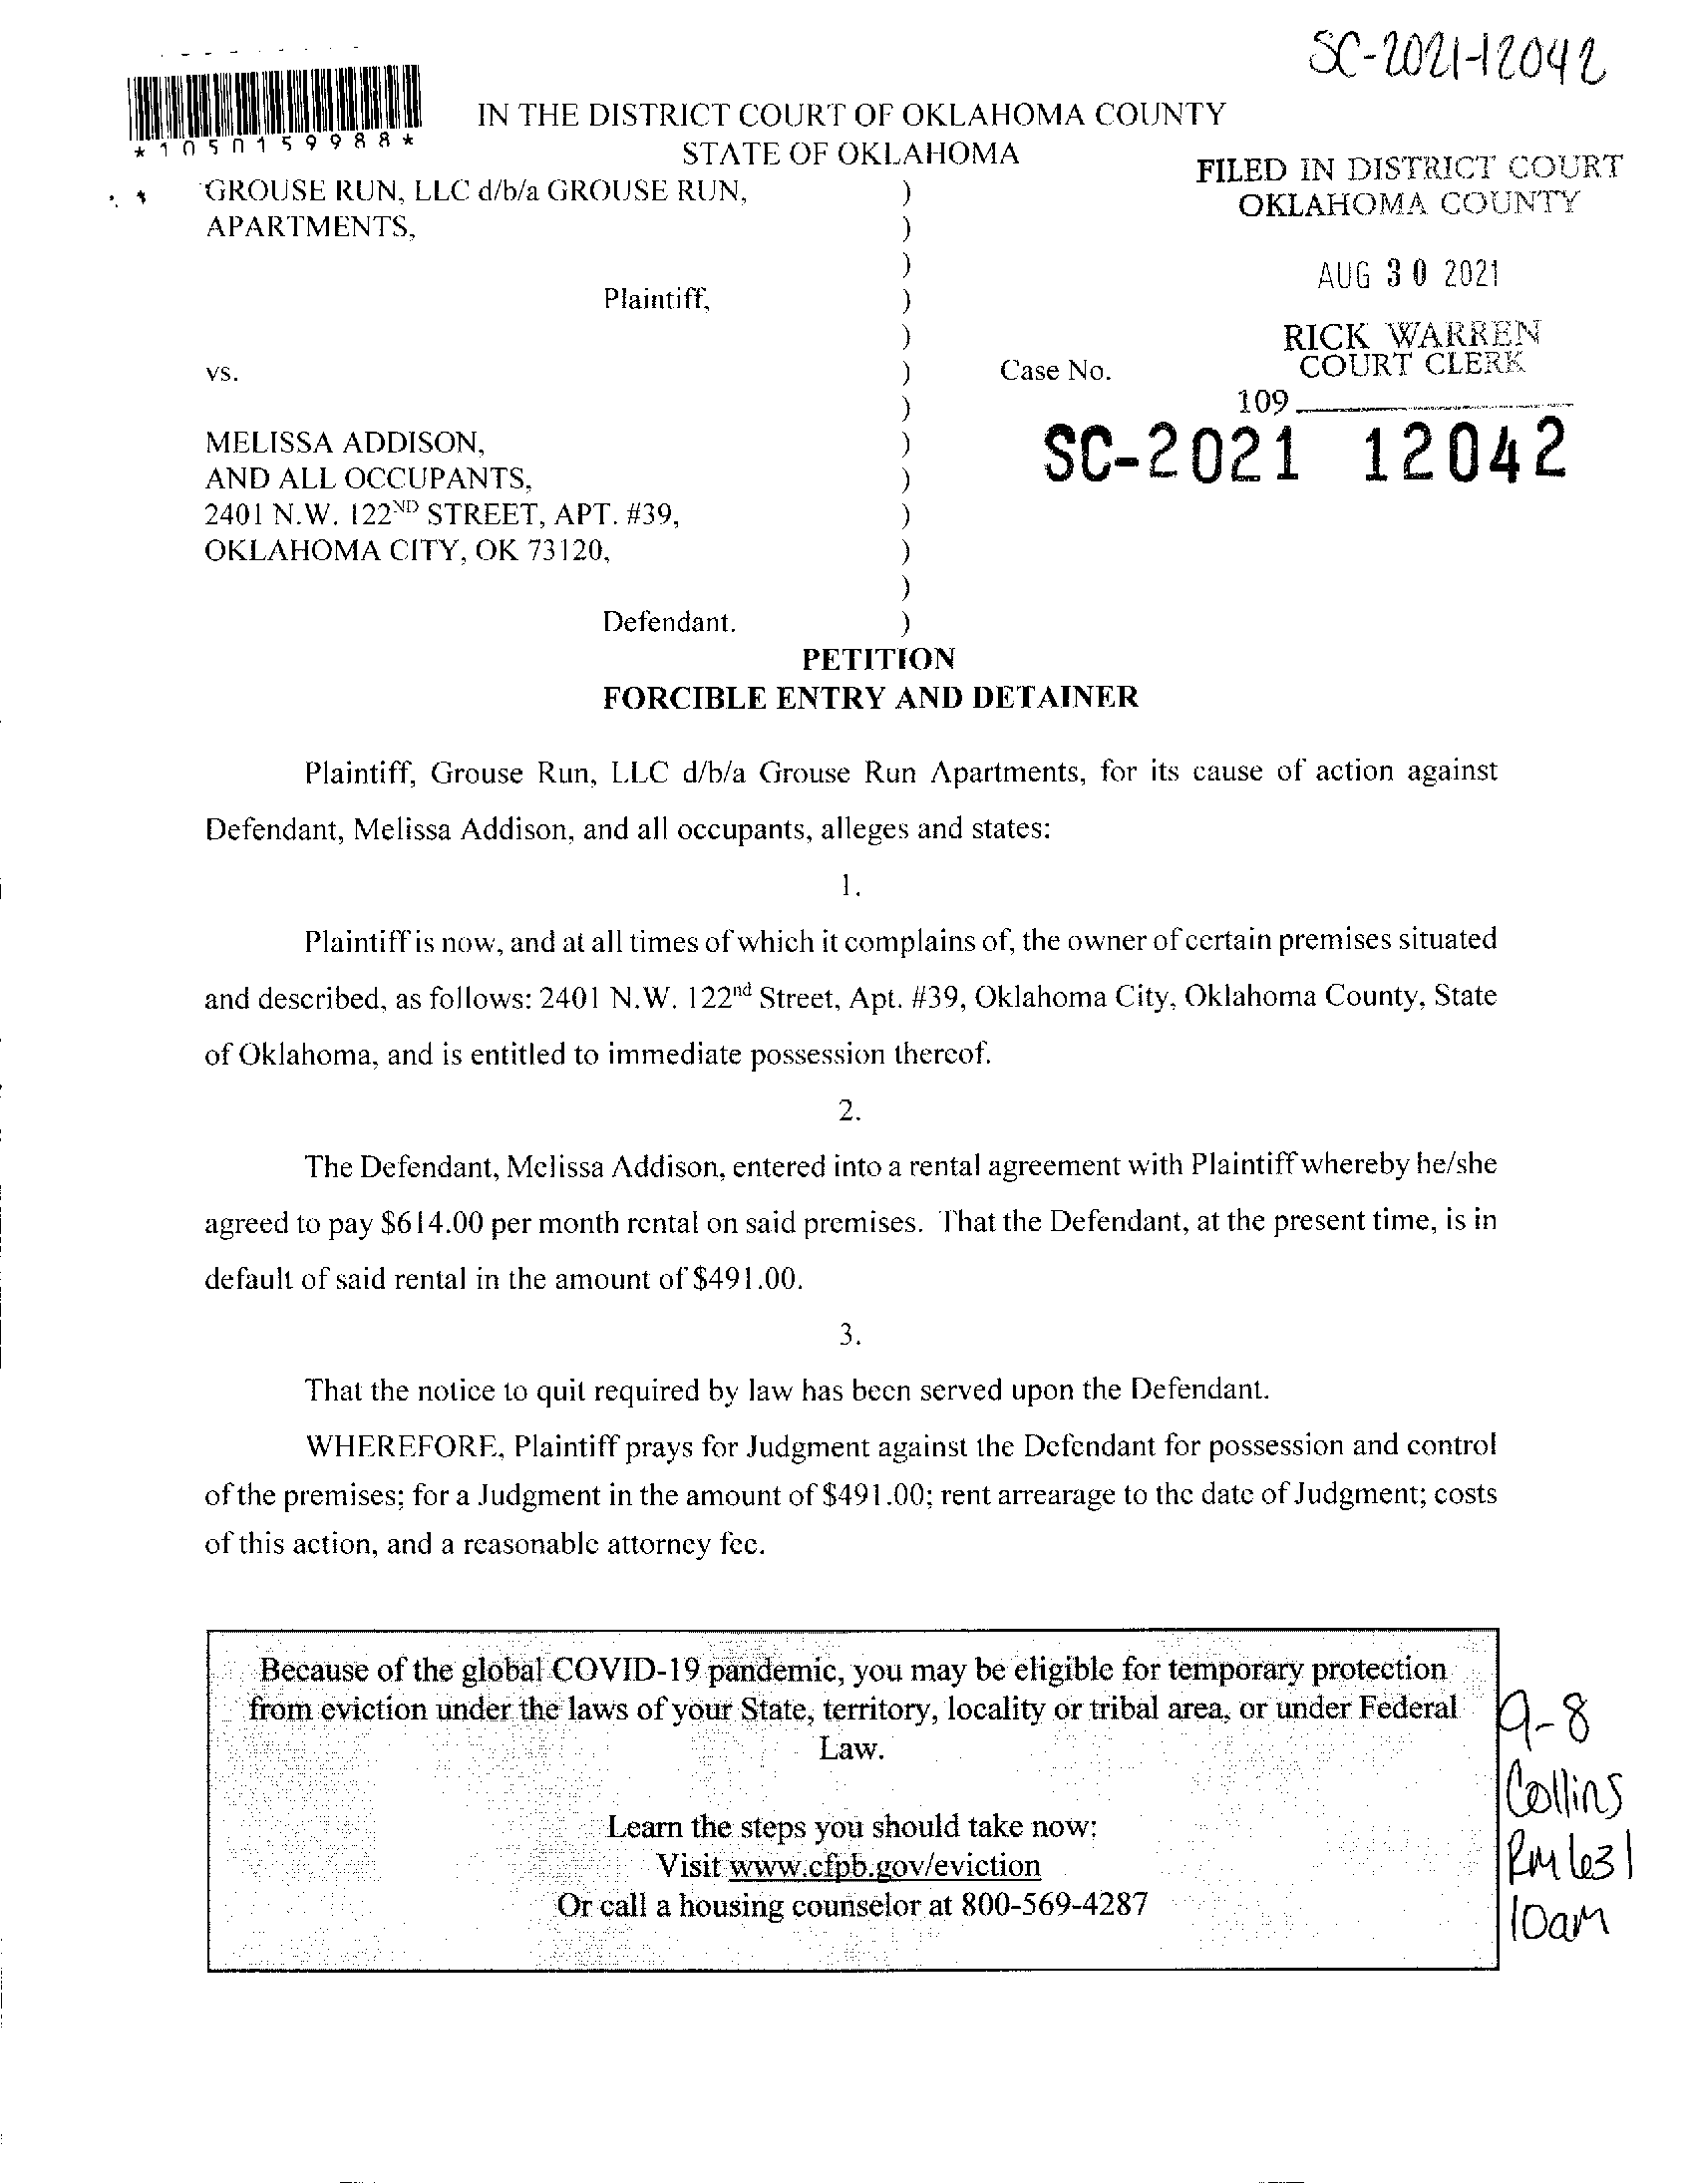 SC-2021-12042
*1050159988*
IN THE DISTRICT COURT OF OKLAHOMA COUNTY
STATE OF OKLAHOMA
FILED IN DISTRICT COURT
OKLAHOMA COUNTY
AUG 30 2021
RICK WARREN
COURT CLERK
109
GROUSE RUN, LLC d/b/a GROUSE RUN, )
APARTMENTS, )
)
Plaintiff, )
)
vs. ) Case No.
)
SC-2021 12042
MELISSA ADDISON, )
AND ALL OCCUPANTS, )
2401 N.W. 122ND STREET, APT. #39, )
OKLAHOMA CITY, OK 73120, )
)
Defendant. )
PETITION
FORCIBLE ENTRY AND DETAINER
Plaintiff, Grouse Run, LLC d/b/a Grouse Run Apartments, for its cause of action against
Defendant, Melissa Addison, and all occupants, alleges and states:
1.
Plaintiff is now, and at all times of which it complains of, the owner of certain premises situated
and described, as follows: 2401 N.W. 122nd Street, Apt. #39, Oklahoma City, Oklahoma County, State
of Oklahoma, and is entitled to immediate possession thereof.
2.
The Defendant, Melissa Addison, entered into a rental agreement with Plaintiff whereby he/she
agreed to pay $614.00 per month rental on said premises. That the Defendant, at the present time, is in
default of said rental in the amount of $491.00.
3.
That the notice to quit required by law has been served upon the Defendant.
WHEREFORE, Plaintiff prays for Judgment against the Defendant for possession and control
of the premises; for a Judgment in the amount of $491.00; rent arrearage to the date of Judgment; costs
of this action, and a reasonable attorney fee.
Because of the global COVID-19 pandemic, you may be eligible for temporary protection
from eviction under the laws of your State, territory, locality or tribal area, or under Federal
Law.
Learn the steps you should take now:
Visit www.cfpb.gov/eviction
Or call a housing counselor at 800-569-4287
9-8
Collins
Rm 631
10am